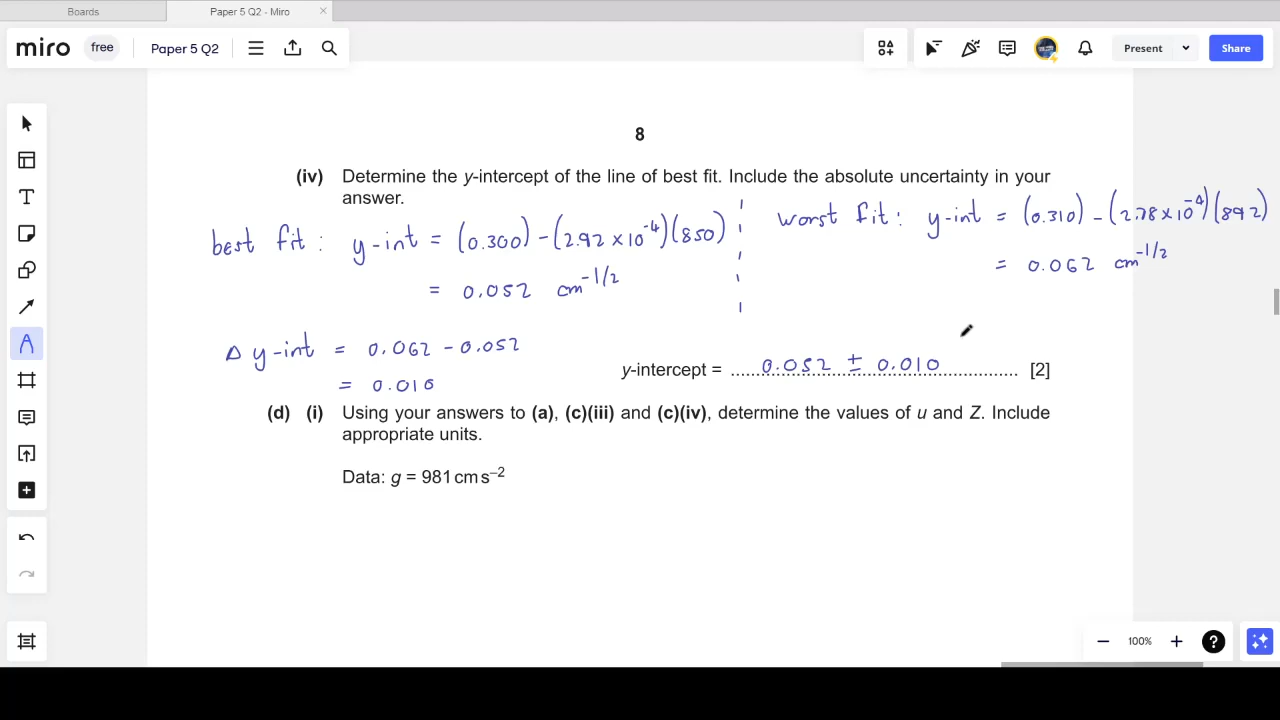 Boards
Paper 5 Q2 - Miro
miro free Paper 5 Q2
Present
Share
8
(iv) Determine the y-intercept of the line of best fit. Include the absolute uncertainty in your
answer.
best fit : y-int = (0.300) - (2.92 × 10⁻⁴)(850)
= 0.052 cm⁻¹/²
worst fit : y-int = (0.310) - (2.78 × 10⁻⁴)(892)
= 0.062 cm⁻¹/²
Δ y-int = 0.062 - 0.052
= 0.010
y-intercept = 0.052 ± 0.010 [2]
(d) (i) Using your answers to (a), (c)(iii) and (c)(iv), determine the values of u and Z. Include
appropriate units.
Data: g = 981 cm s⁻²
100%